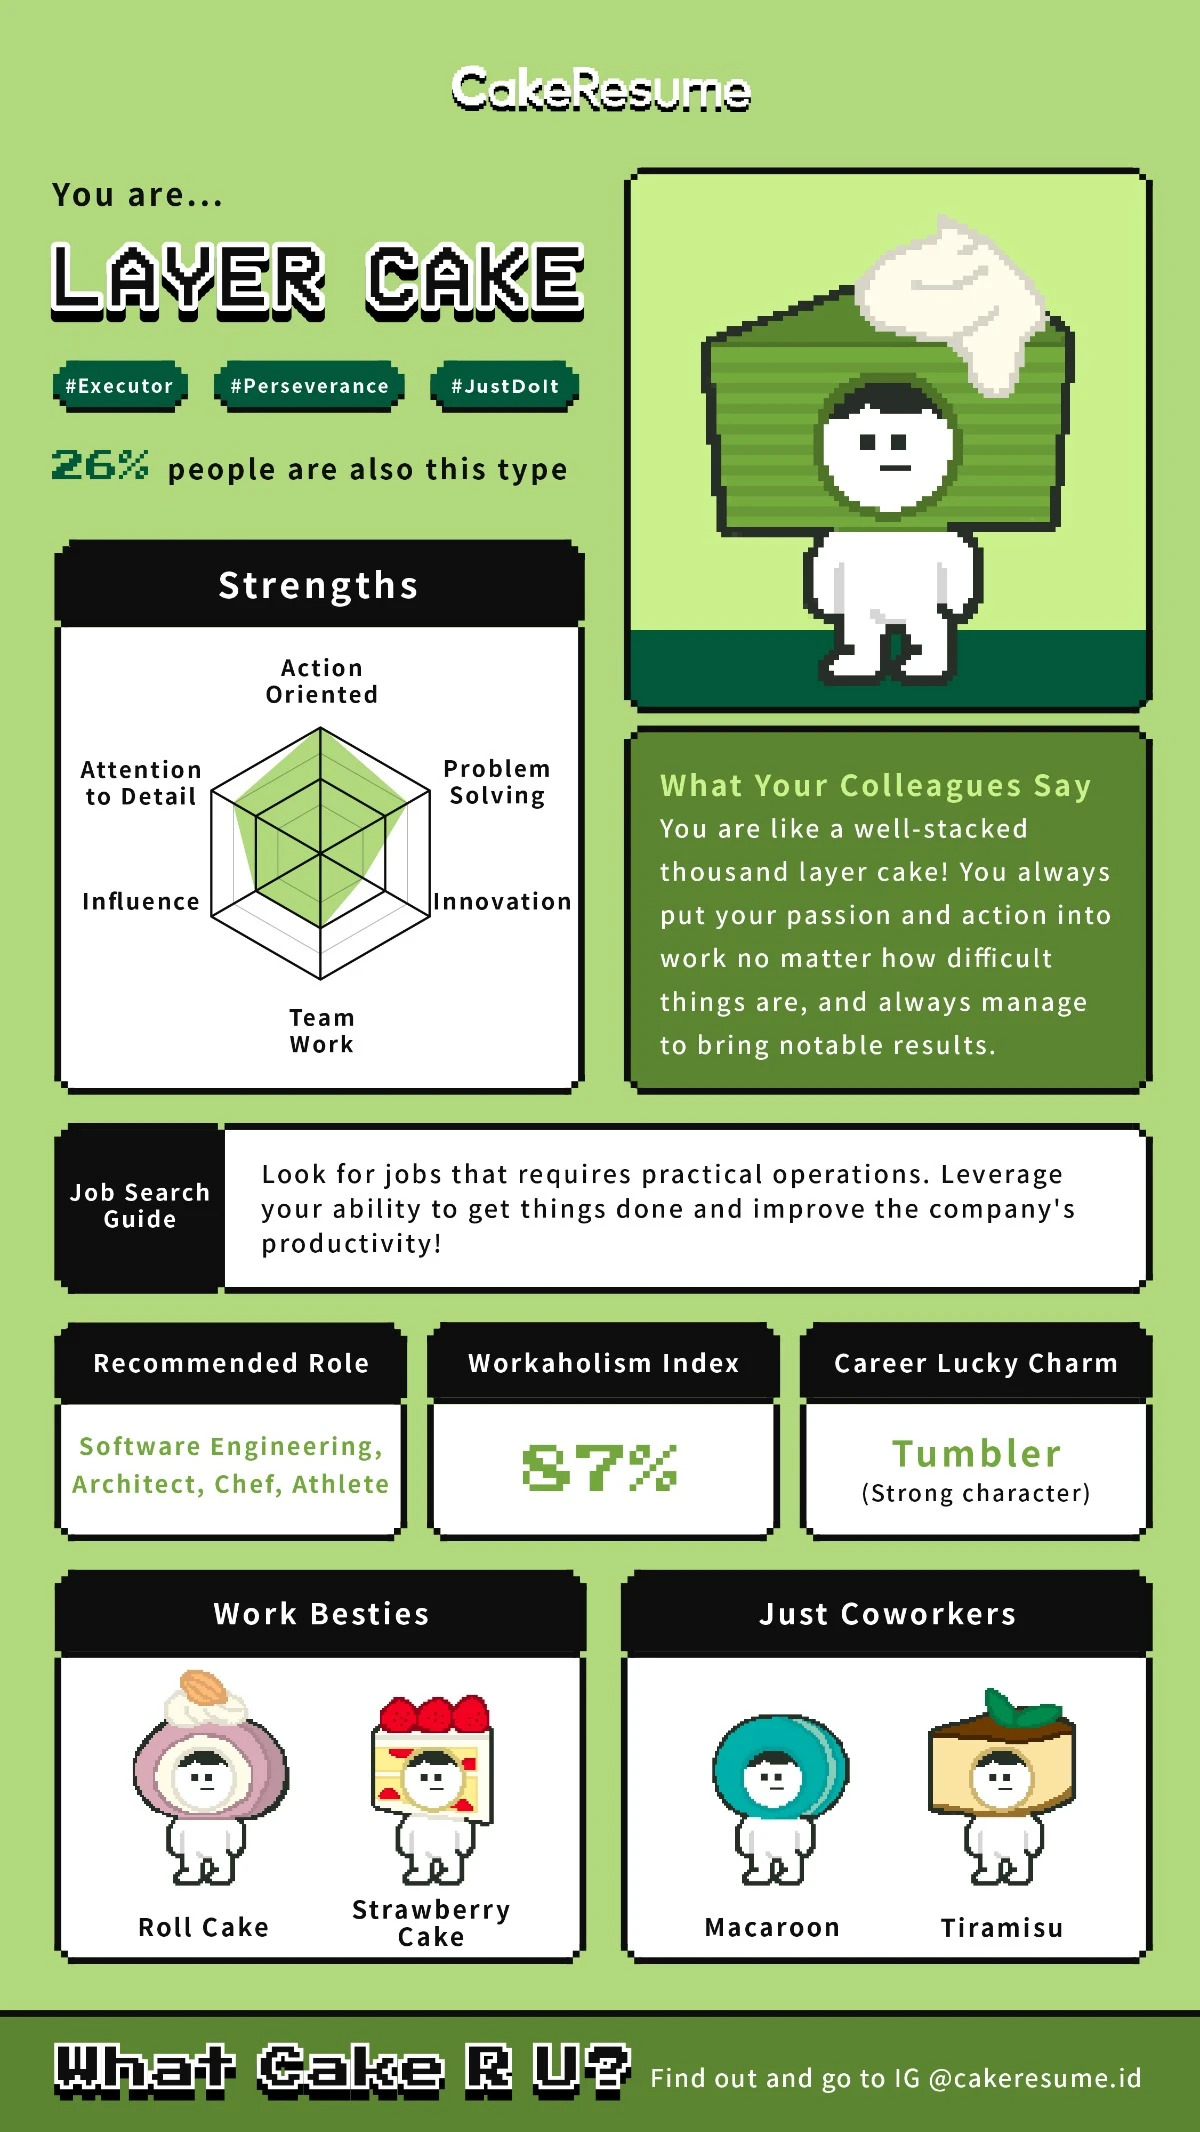 CakeResume
You are...
LAYER CAKE
#Executor #Perseverance #JustDoIt
26% people are also this type
Strengths
Action
Oriented
Attention
to Detail
Problem
Solving
Influence
Innovation
Team
Work
What Your Colleagues Say
You are like a well-stacked
thousand layer cake! You always
put your passion and action into
work no matter how difficult
things are, and always manage
to bring notable results.
Job Search
Guide
Look for jobs that requires practical operations. Leverage
your ability to get things done and improve the company's
productivity!
Recommended Role
Software Engineering,
Architect, Chef, Athlete
Workaholism Index
87%
Career Lucky Charm
Tumbler
(Strong character)
Work Besties
Roll Cake
Strawberry
Cake
Just Coworkers
Macaroon
Tiramisu
What Cake R U? Find out and go to IG @cakeresume.id